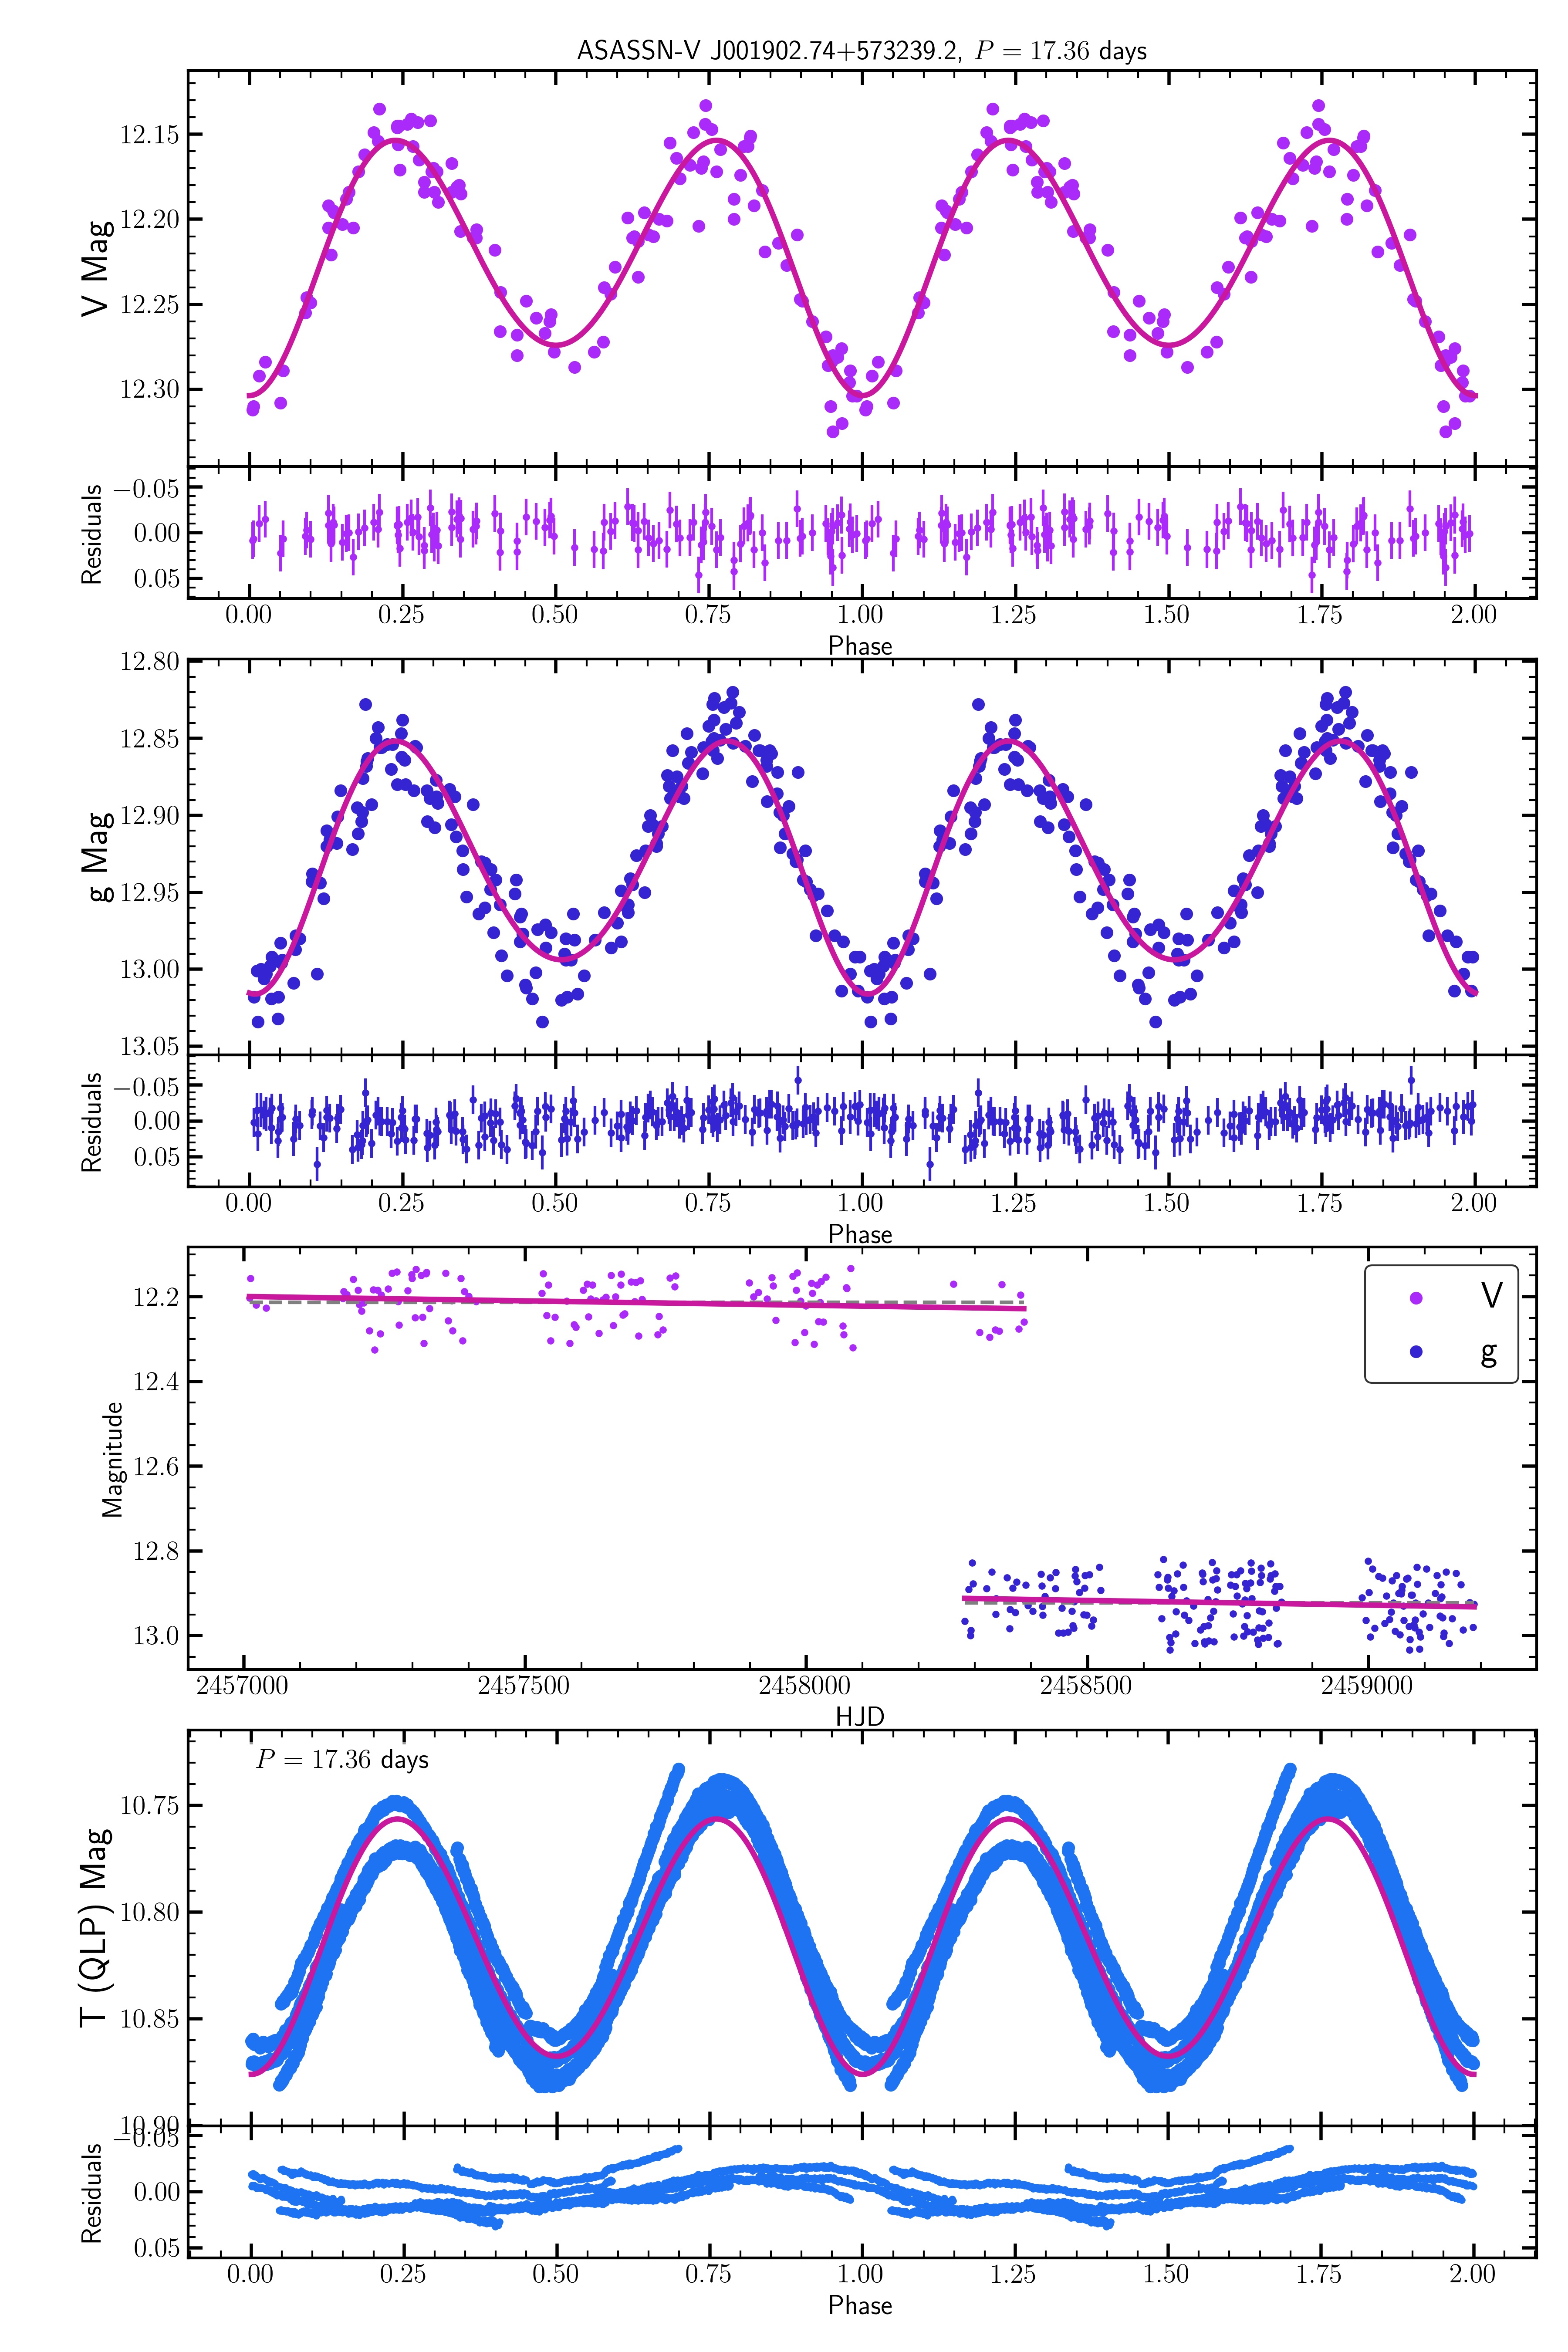 ASASSN-V J001902.74+573239.2, P = 17.36 days
V Mag
12.15
12.20
12.25
12.30
Residuals
−0.05
0.00
0.05
0.00 0.25 0.50 0.75 1.00 1.25 1.50 1.75 2.00
Phase
g Mag
12.80
12.85
12.90
12.95
13.00
13.05
Residuals
−0.05
0.00
0.05
0.00 0.25 0.50 0.75 1.00 1.25 1.50 1.75 2.00
Phase
Magnitude
12.2
12.4
12.6
12.8
13.0
V
g
2457000 2457500 2458000 2458500 2459000
HJD
P = 17.36 days
T (QLP) Mag
10.75
10.80
10.85
10.90
Residuals
−0.05
0.00
0.05
0.00 0.25 0.50 0.75 1.00 1.25 1.50 1.75 2.00
Phase